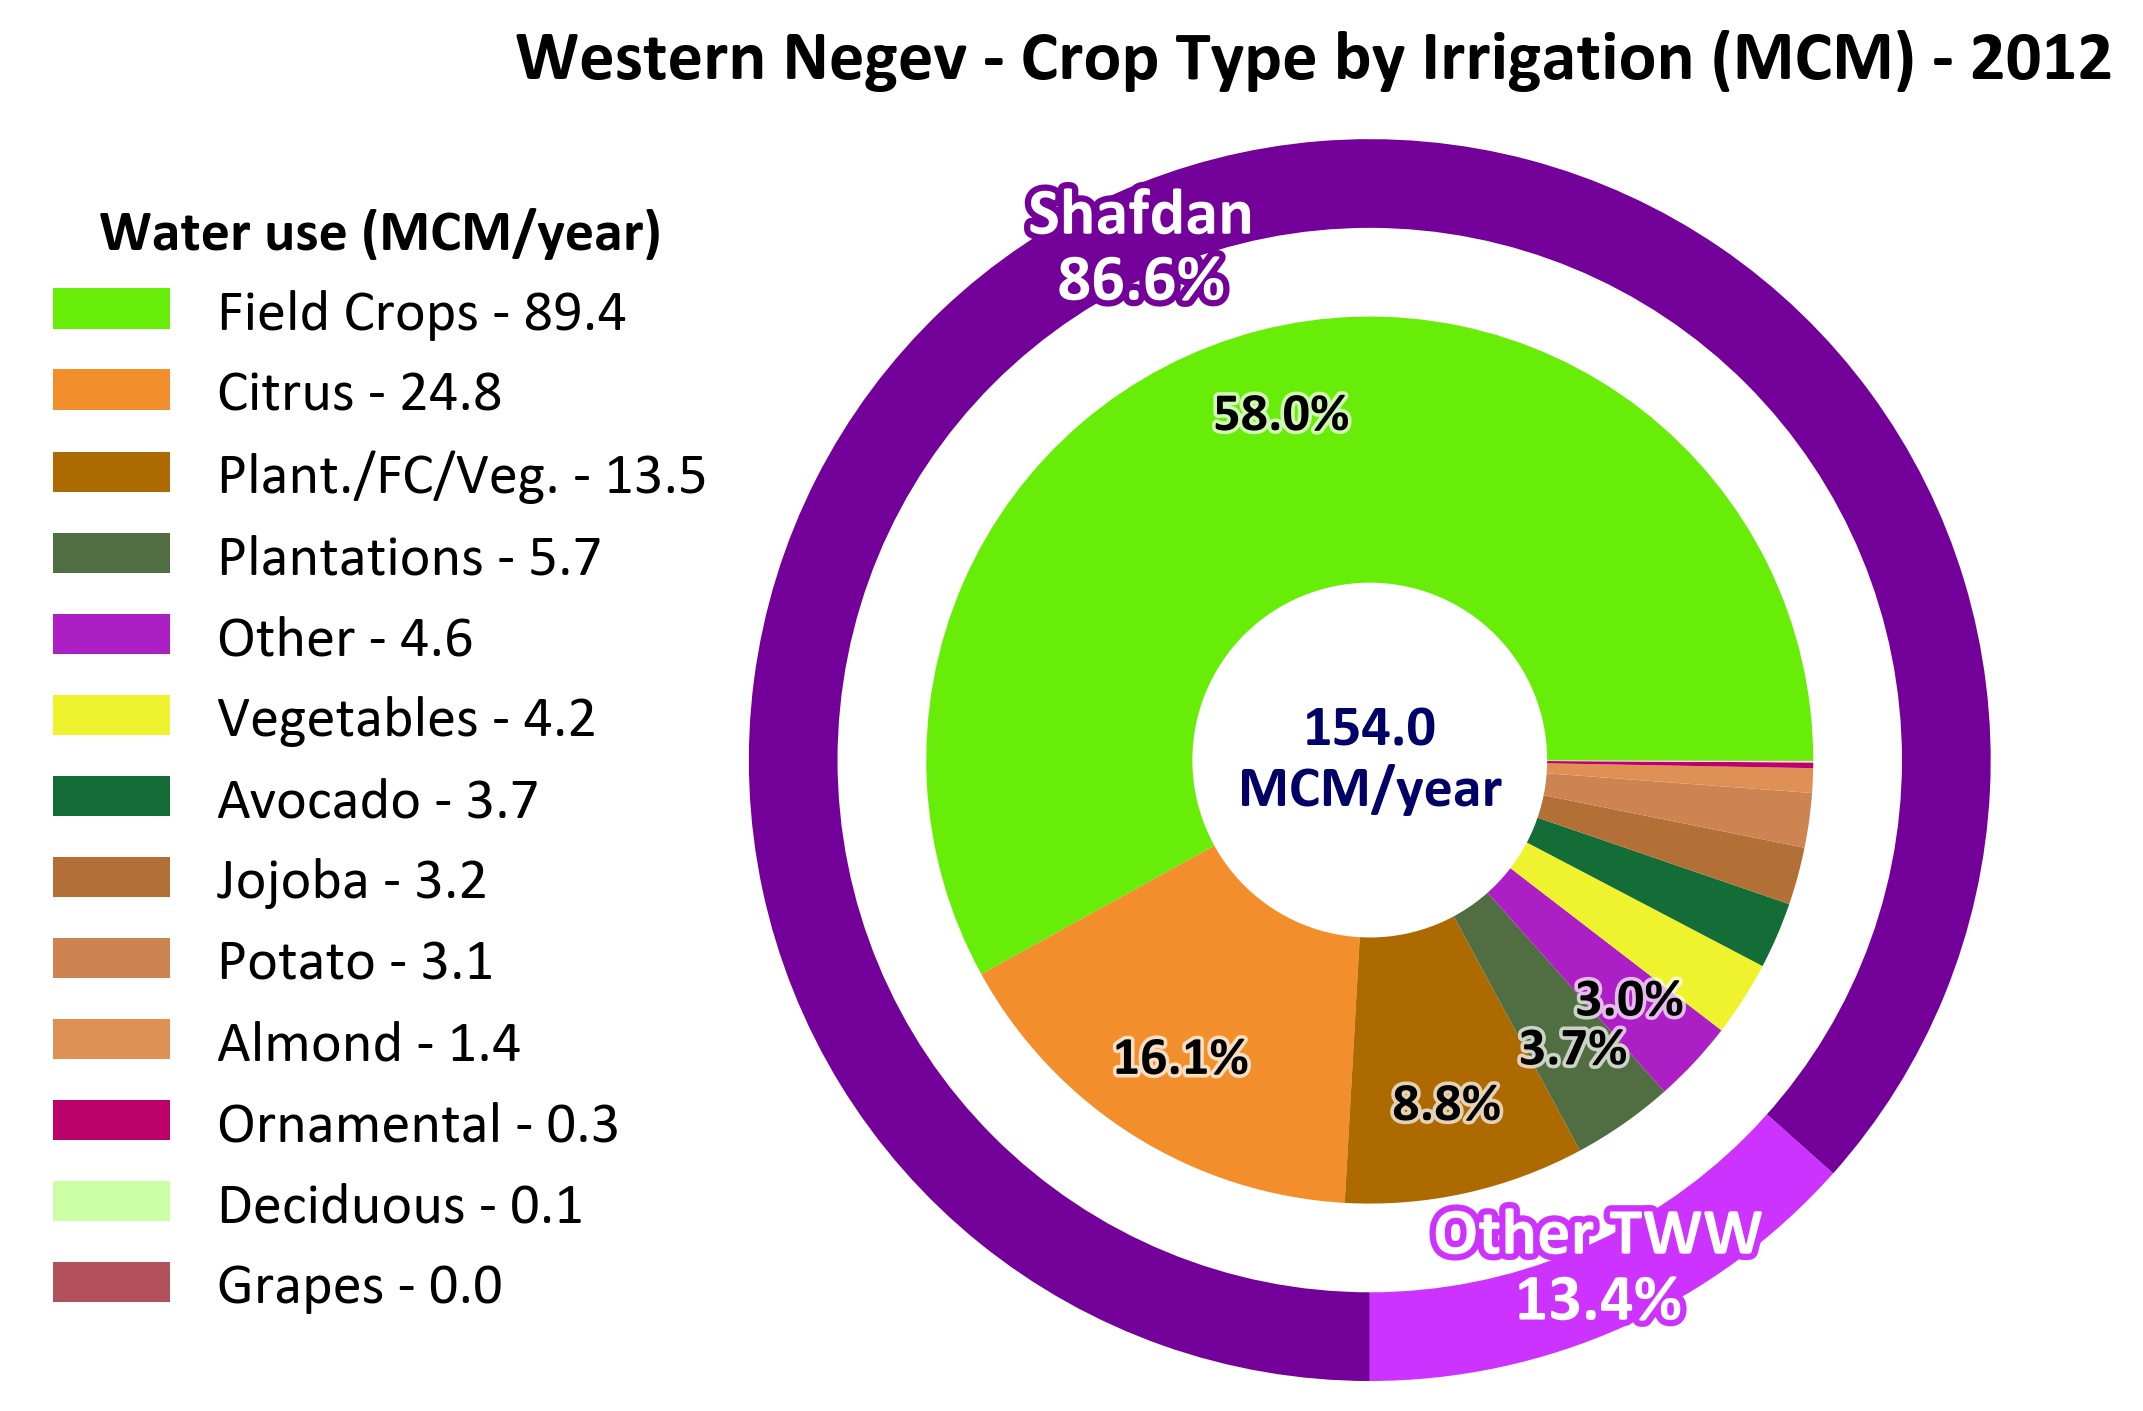 Western Negev - Crop Type by Irrigation (MCM) - 2012
Water use (MCM/year)
Field Crops - 89.4
Citrus - 24.8
Plant./FC/Veg. - 13.5
Plantations - 5.7
Other - 4.6
Vegetables - 4.2
Avocado - 3.7
Jojoba - 3.2
Potato - 3.1
Almond - 1.4
Ornamental - 0.3
Deciduous - 0.1
Grapes - 0.0
Shafdan
86.6%
58.0%
154.0
MCM/year
3.0%
3.7%
16.1%
8.8%
Other TWW
13.4%